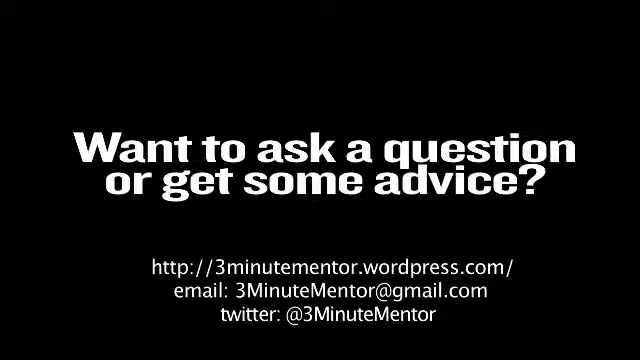 Want to ask a question
or get some advice?
http://3minutementor.wordpress.com/
email: 3MinuteMentor@gmail.com
twitter: @3MinuteMentor